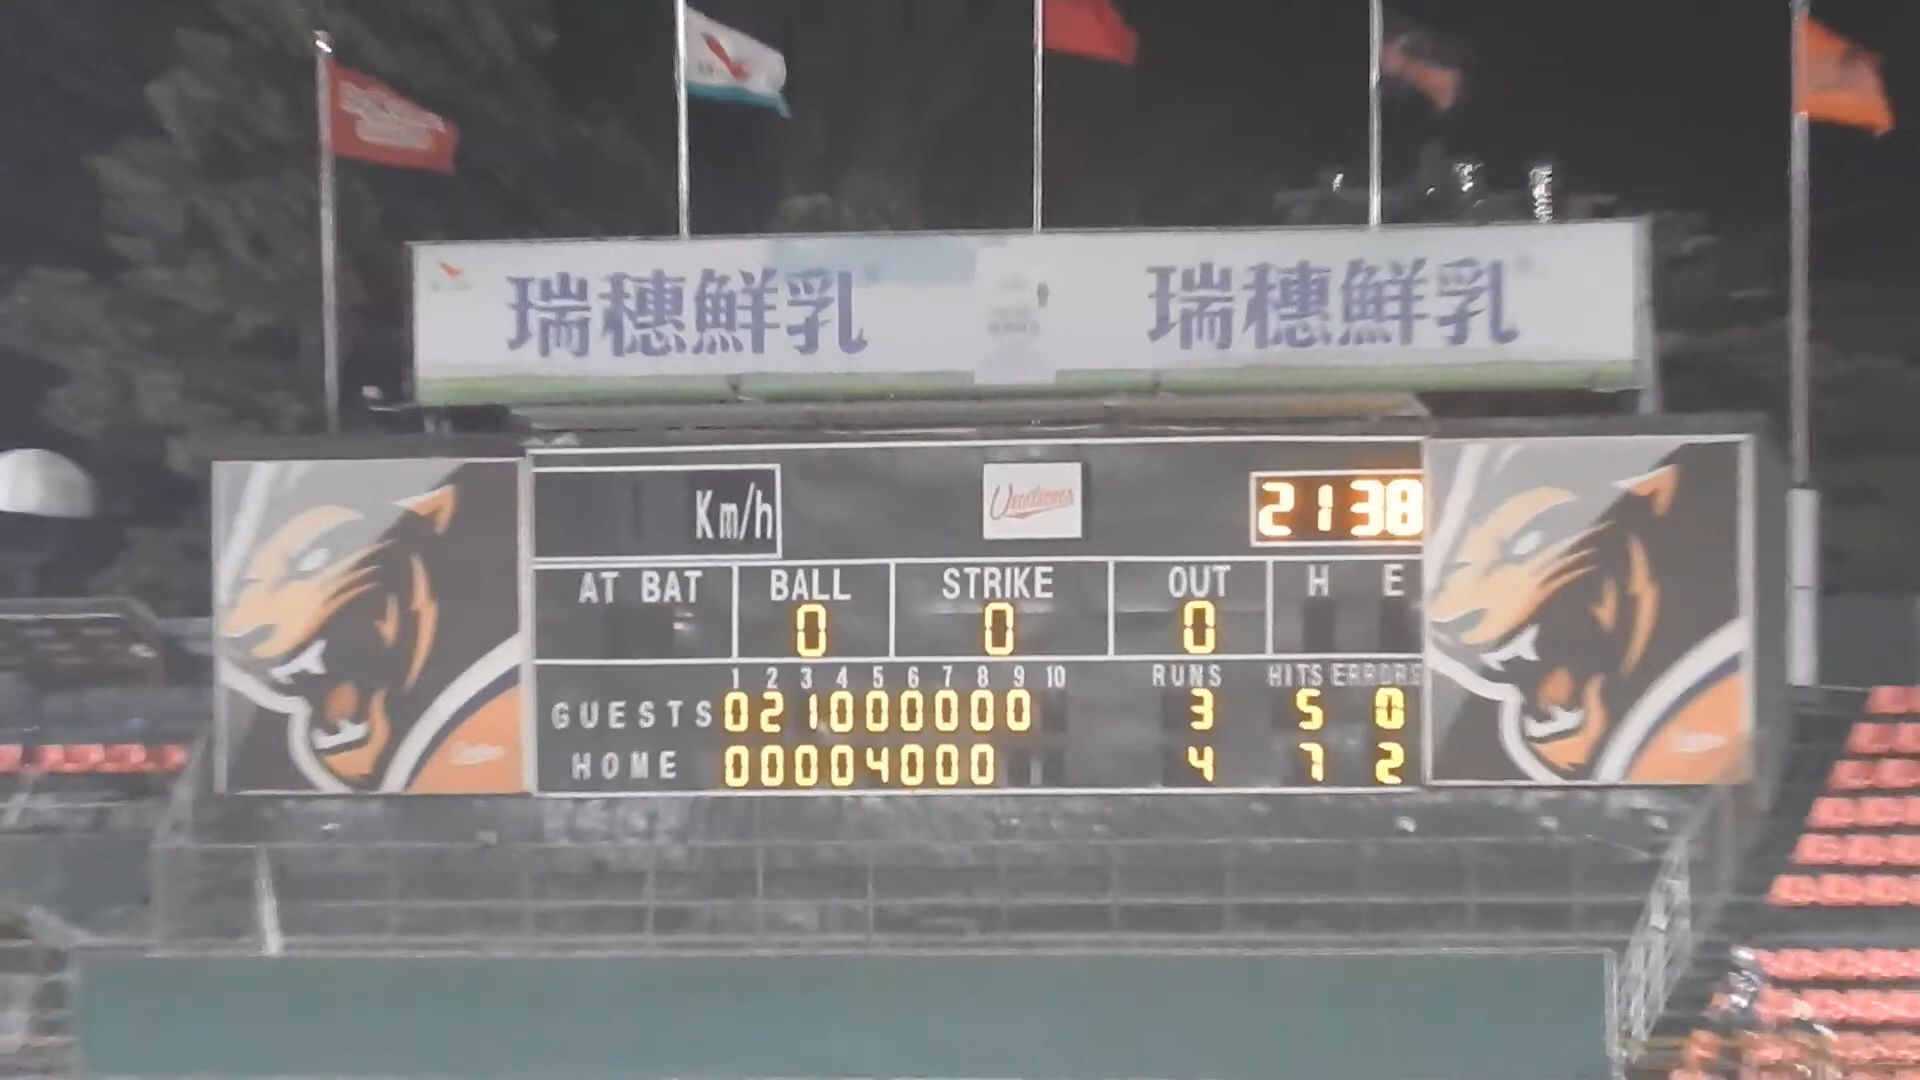 瑞穗鮮乳 瑞穗鮮乳
Km/h 21 38
AT BAT BALL STRIKE OUT H E
0 0 0
1 2 3 4 5 6 7 8 9 10 RUNS HITS ERRORS
GUESTS 0 2 1 0 0 0 0 0 0 3 5 0
HOME 0 0 0 0 4 0 0 0 4 7 2